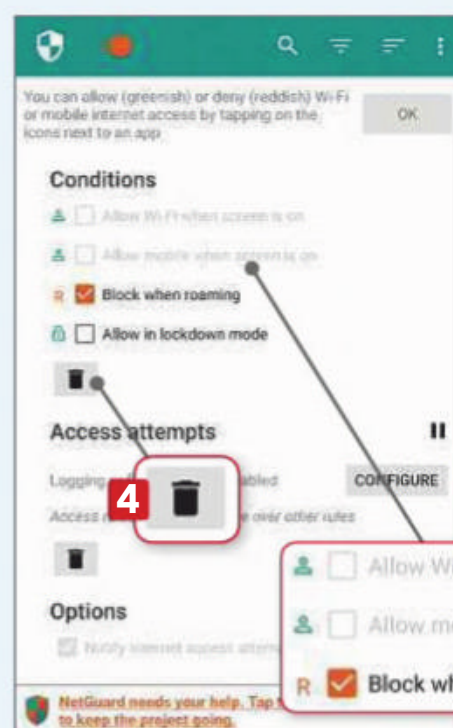 You can allow (greenish) or deny (reddish) Wi-Fi
or mobile internet access by tapping on the
icons next to an app
OK
Conditions
Allow Wi-Fi when screen is on
Allow mobile when screen is on
R Block when roaming
Allow in lockdown mode
Access attempts
Logging
abled
CONFIGURE
4
Access
over other rules
Allow Wi
Allow mo
R Block wh
Options
Notify internet access attem
NetGuard needs your help. Tap
to keep the project going.